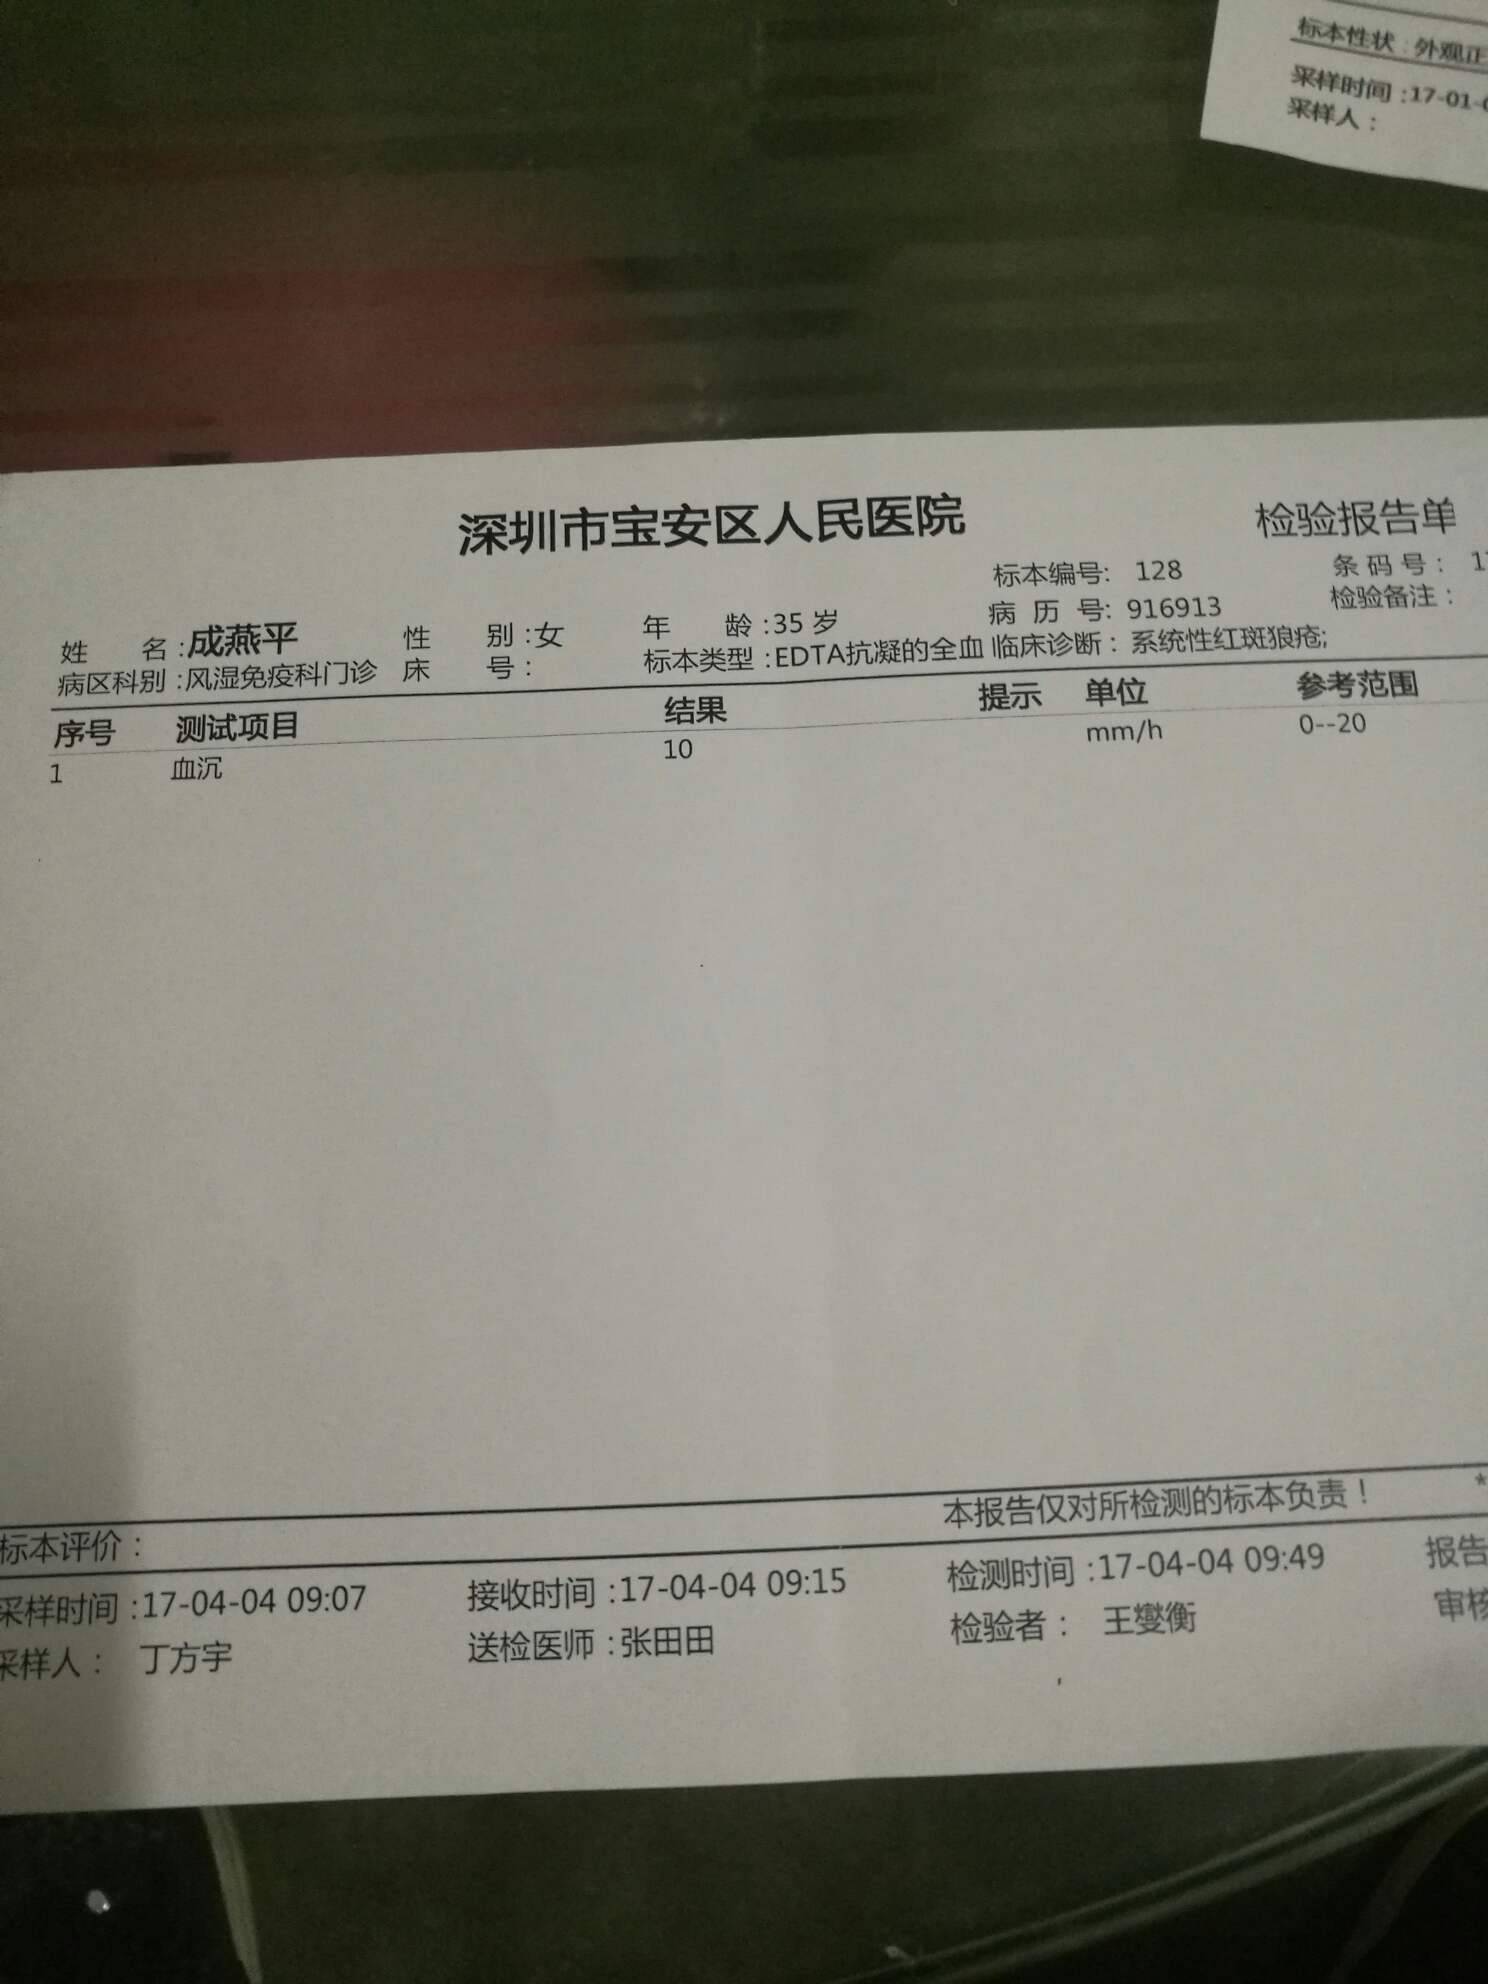 标本性状：外观正
采样时间：17-01-0
采样人：
深圳市宝安区人民医院 检验报告单
标本编号: 128 条码号： 1
姓 名：成燕平 性 别：女 年 龄：35 岁 病 历 号: 916913 检验备注：
病区科别：风湿免疫科门诊 床 号： 标本类型：EDTA抗凝的全血 临床诊断： 系统性红斑狼疮;
序号 测试项目 结果 提示 单位 参考范围
1 血沉 10 mm/h 0--20
标本评价： 本报告仅对所检测的标本负责！ *
采样时间：17-04-04 09:07 接收时间：17-04-04 09:15 检测时间：17-04-04 09:49 报告
采样人： 丁方宇 送检医师：张田田 检验者： 王燮衡 审核